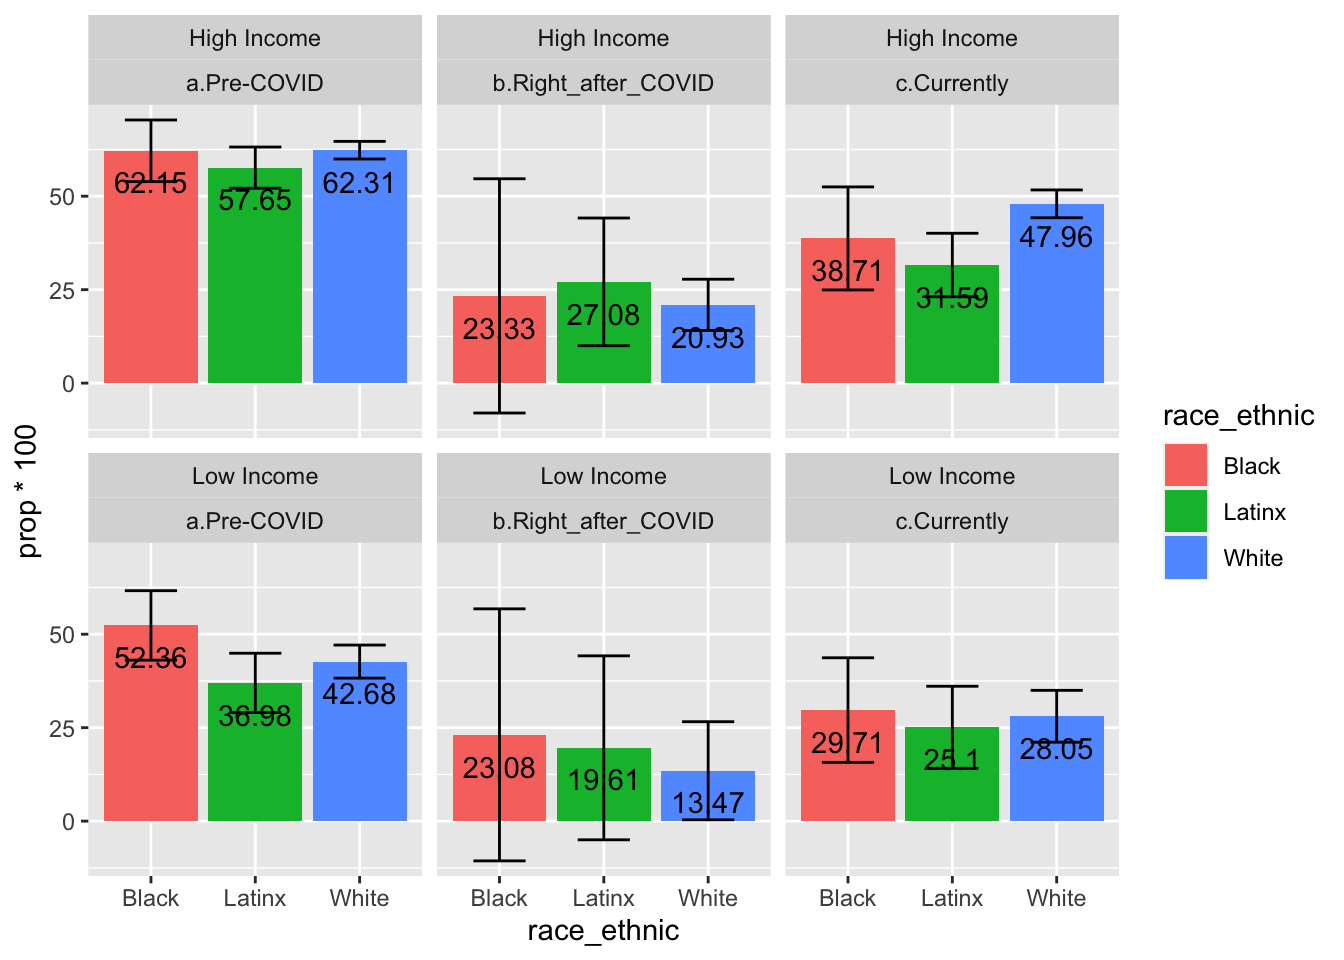 High Income
High Income
High Income
a.Pre-COVID
b.Right_after_COVID
c.Currently
62.15
57.65
62.31
23.33
27.08
20.93
38.71
31.59
47.96
50
25
0
Low Income
Low Income
Low Income
a.Pre-COVID
b.Right_after_COVID
c.Currently
52.36
36.98
42.68
23.08
19.61
13.47
29.71
25.1
28.05
50
25
0
Black
Latinx
White
Black
Latinx
White
Black
Latinx
White
race_ethnic
prop * 100
race_ethnic
Black
Latinx
White